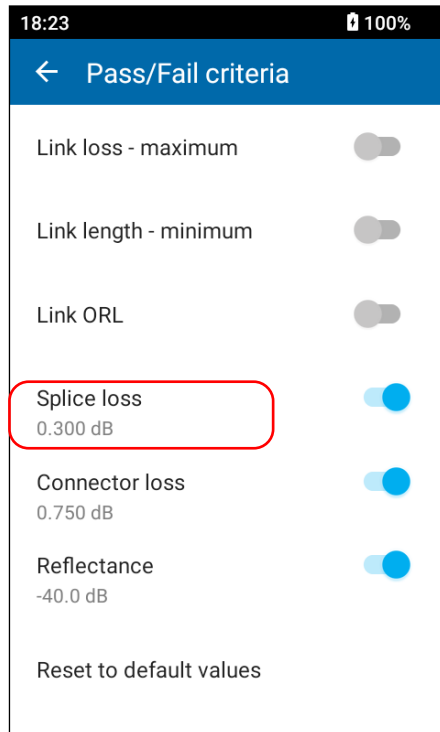 18:23 100%
Pass/Fail criteria
Link loss - maximum
Link length - minimum
Link ORL
Splice loss
0.300 dB
Connector loss
0.750 dB
Reflectance
-40.0 dB
Reset to default values